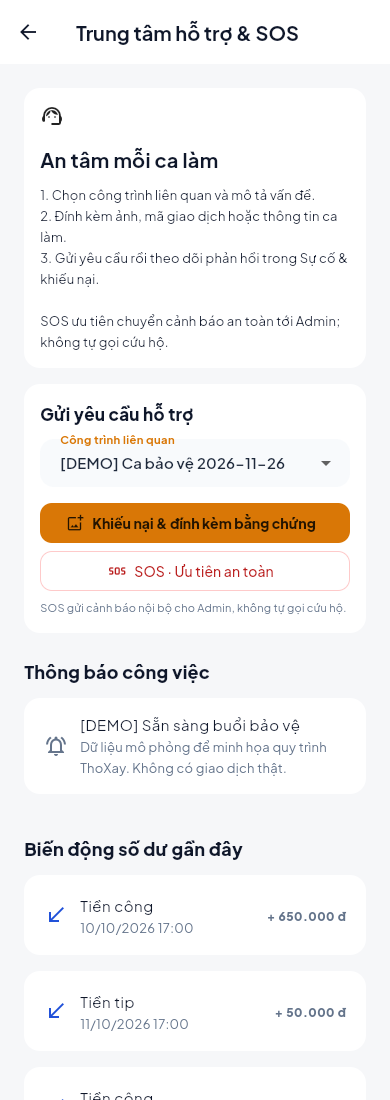 Trung tâm hỗ trợ & SOS
An tâm mỗi ca làm
1. Chọn công trình liên quan và mô tả vấn đề.
2. Đính kèm ảnh, mã giao dịch hoặc thông tin ca
làm.
3. Gửi yêu cầu rồi theo dõi phản hồi trong Sự cố &
khiếu nại.
SOS ưu tiên chuyển cảnh báo an toàn tới Admin;
không tự gọi cứu hộ.
Gửi yêu cầu hỗ trợ
Công trình liên quan
[DEMO] Ca bảo vệ 2026-11-26
Khiếu nại & đính kèm bằng chứng
SOS SOS · Ưu tiên an toàn
SOS gửi cảnh báo nội bộ cho Admin, không tự gọi cứu hộ.
Thông báo công việc
[DEMO] Sẵn sàng buổi bảo vệ
Dữ liệu mô phỏng để minh họa quy trình
ThoXay. Không có giao dịch thật.
Biến động số dư gần đây
Tiền công
+ 650.000 đ
10/10/2026 17:00
Tiền tip
+ 50.000 đ
11/10/2026 17:00
Tiền công